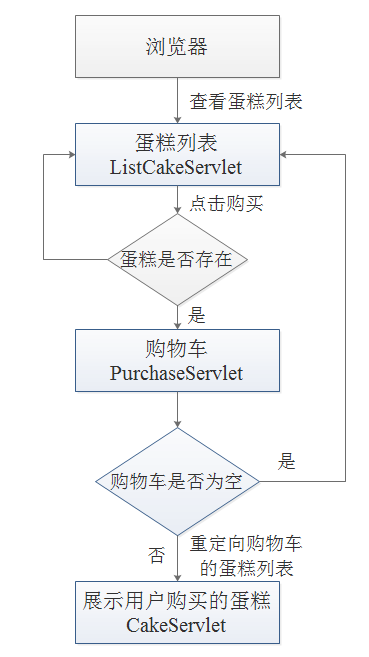 浏览器
查看蛋糕列表
蛋糕列表
ListCakeServlet
点击购买
蛋糕是否存在
是
购物车
PurchaseServlet
购物车是否为空
是
否
重定向购物车
的蛋糕列表
展示用户购买的蛋糕
CakeServlet